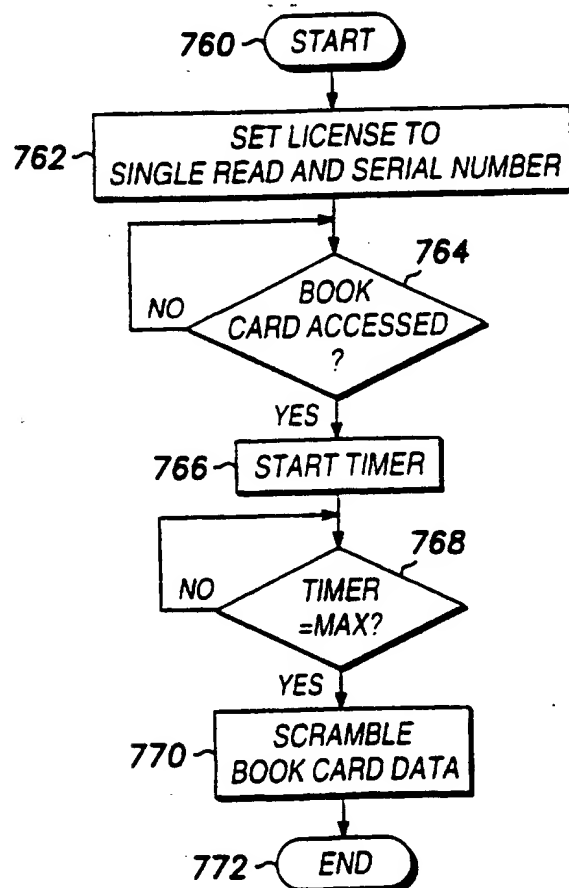 760 START
762 SET LICENSE TO
SINGLE READ AND SERIAL NUMBER
764
BOOK
NO CARD ACCESSED
?
YES
766 START TIMER
768
NO TIMER
=MAX?
YES
SCRAMBLE
770 BOOK CARD DATA
772 END